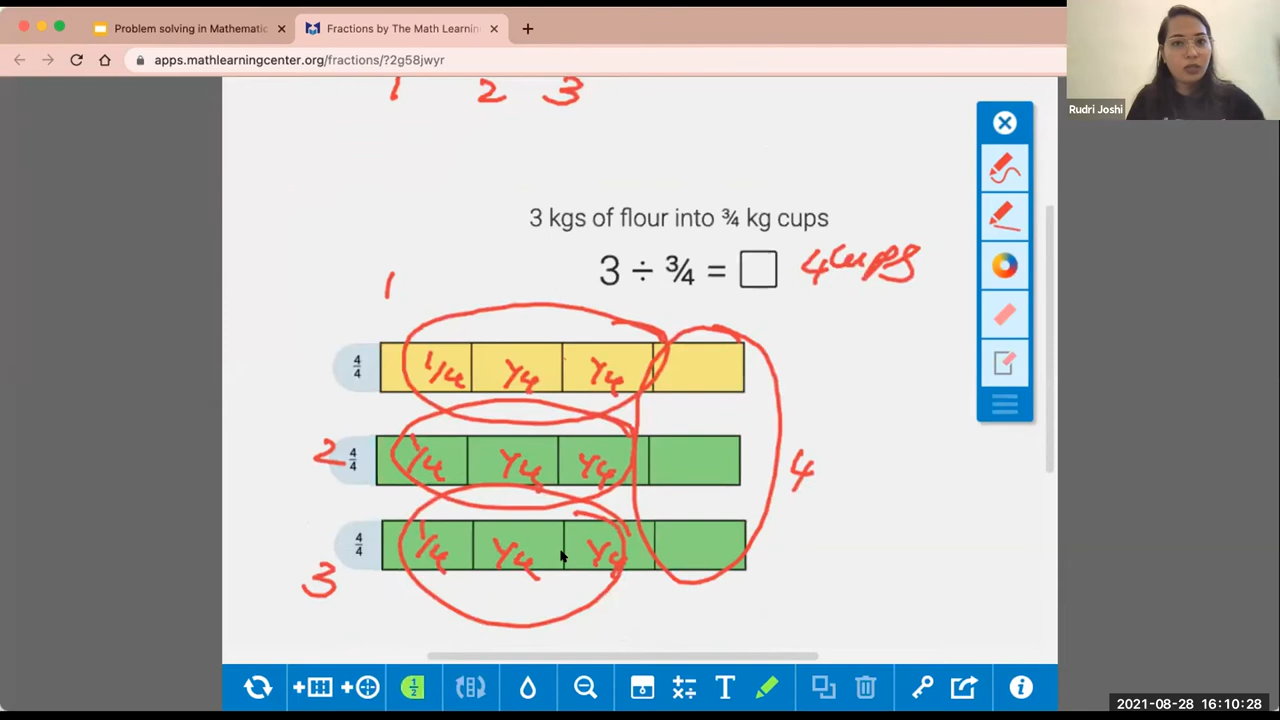 Problem solving in Mathematic
Fractions by The Math Learnin
apps.mathlearningcenter.org/fractions/?2g58jwyr
Rudri Joshi
1 2 3
3 kgs of flour into ¾ kg cups
3 ÷ ¾ = □ 4 cups
1
4/4 1/4 1/4 1/4
2 4/4 1/4 1/4 1/4
4
4/4 1/4 1/4 1/4
3
1/2
T
2021-08-28 16:10:28